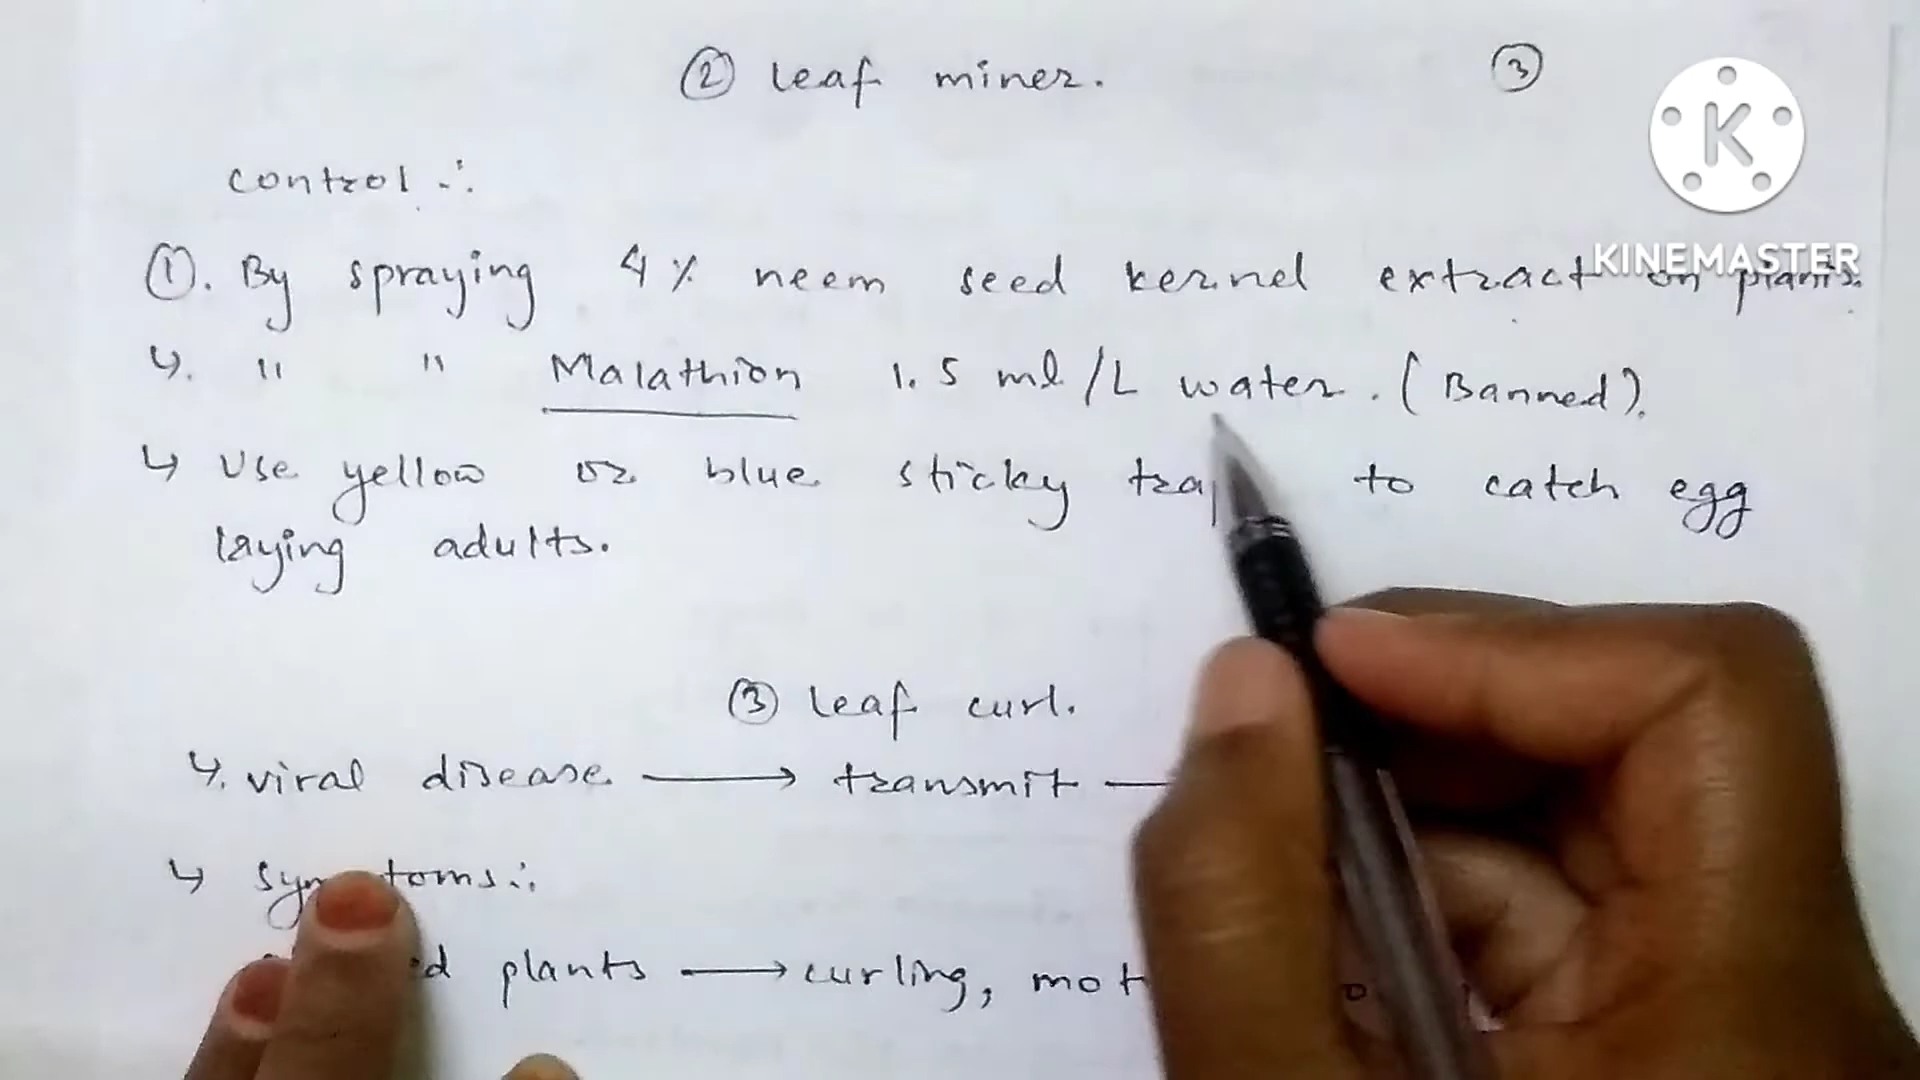 ② Leaf miner. ③
K
KINEMASTER
control :-
①. By spraying 4% neem seed kernel extract on plants.
↳. " " Malathion 1.5 ml/L water. (Banned).
↳ Use yellow or blue sticky to catch egg
laying adults.
③ Leaf curl.
↳. viral disease → transmit —
↳
plants → curling,